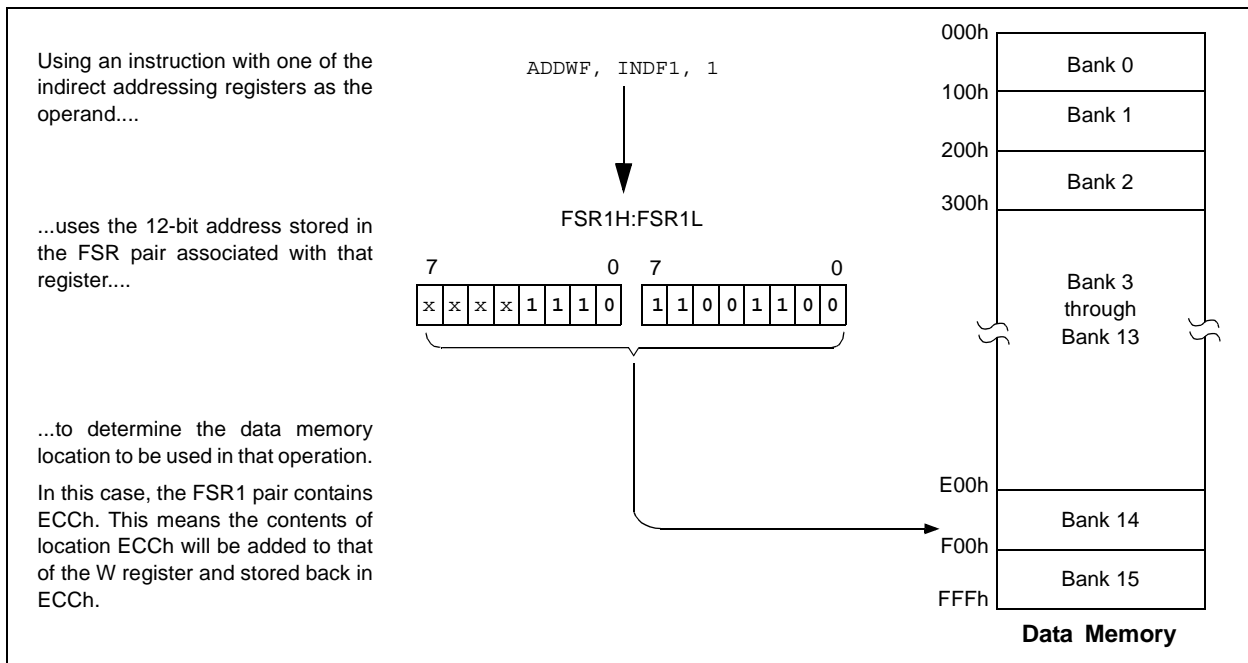 Using an instruction with one of the
indirect addressing registers as the
operand....
ADDWF, INDF1, 1
...uses the 12-bit address stored in
the FSR pair associated with that
register....
FSR1H:FSR1L
7 0 7 0
x x x x 1 1 1 0 1 1 0 0 1 1 0 0
...to determine the data memory
location to be used in that operation.
In this case, the FSR1 pair contains
ECCh. This means the contents of
location ECCh will be added to that
of the W register and stored back in
ECCh.
000h
Bank 0
100h
Bank 1
200h
Bank 2
300h
Bank 3
through
Bank 13
E00h
Bank 14
F00h
Bank 15
FFFh
Data Memory